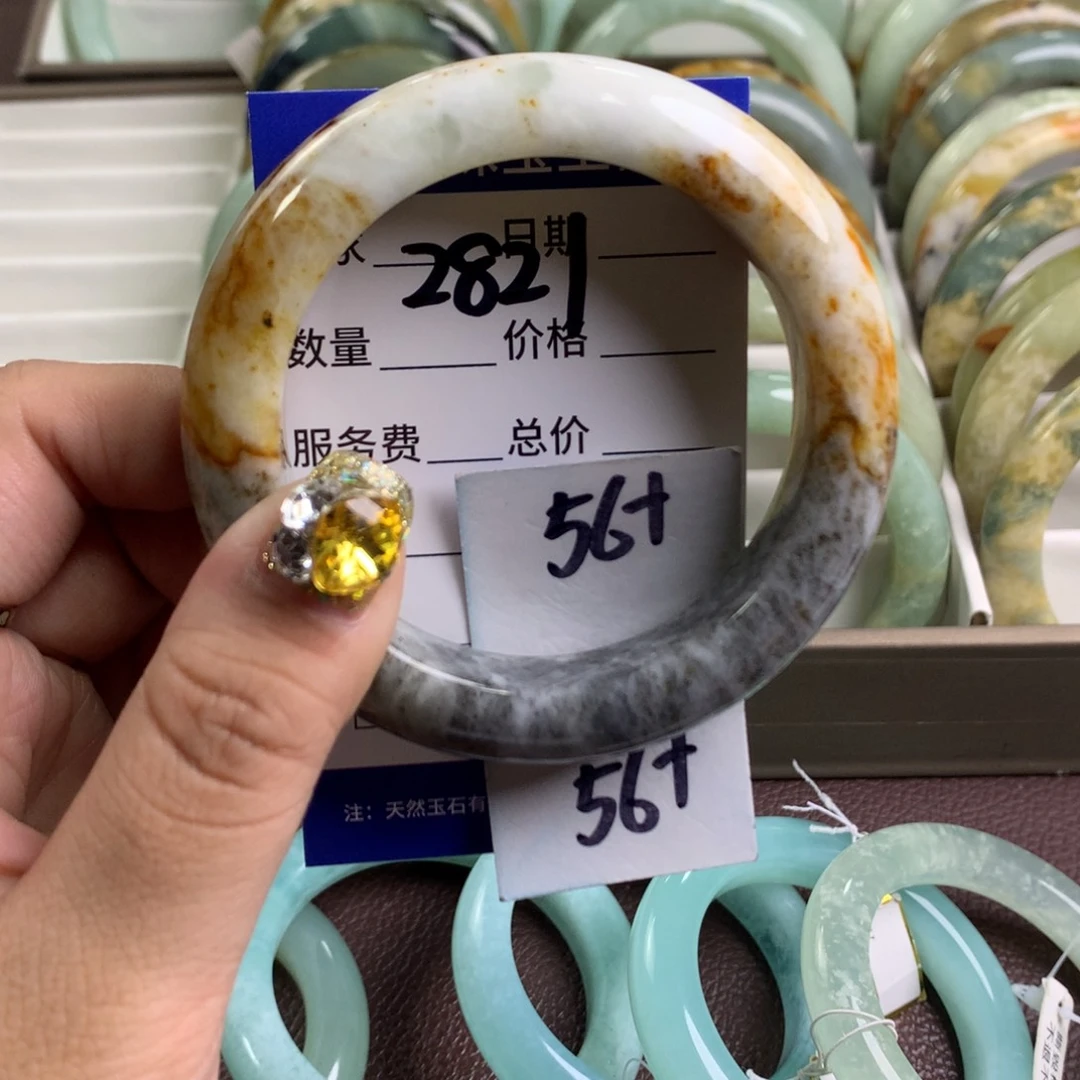 日期
2821
数量 价格
服务费 总价
56+
56+
注：天然玉石有